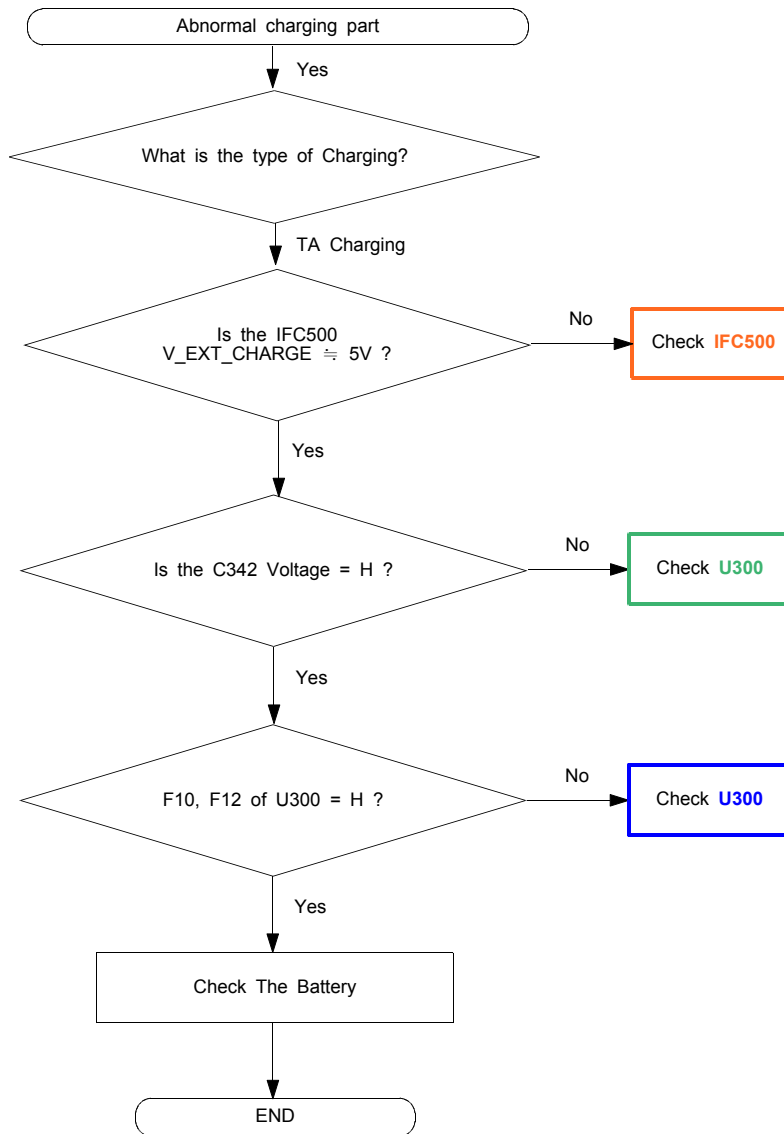 Abnormal charging part
Yes
What is the type of Charging?
TA Charging
Is the IFC500
V_EXT_CHARGE ≒ 5V ?
No
Check IFC500
Yes
Is the C342 Voltage = H ?
No
Check U300
Yes
F10, F12 of U300 = H ?
No
Check U300
Yes
Check The Battery
END